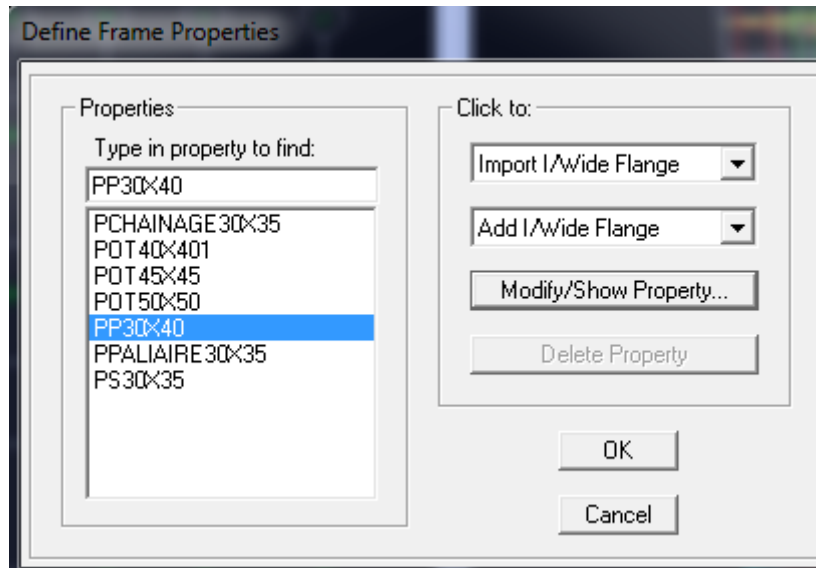 Define Frame Properties
Properties
Type in property to find:
PP30X40
PCHAINAGE30X35
POT40X401
POT45X45
POT50X50
PP30X40
PPALIAIRE30X35
PS30X35
Click to:
Import I/Wide Flange
Add I/Wide Flange
Modify/Show Property...
Delete Property
OK
Cancel